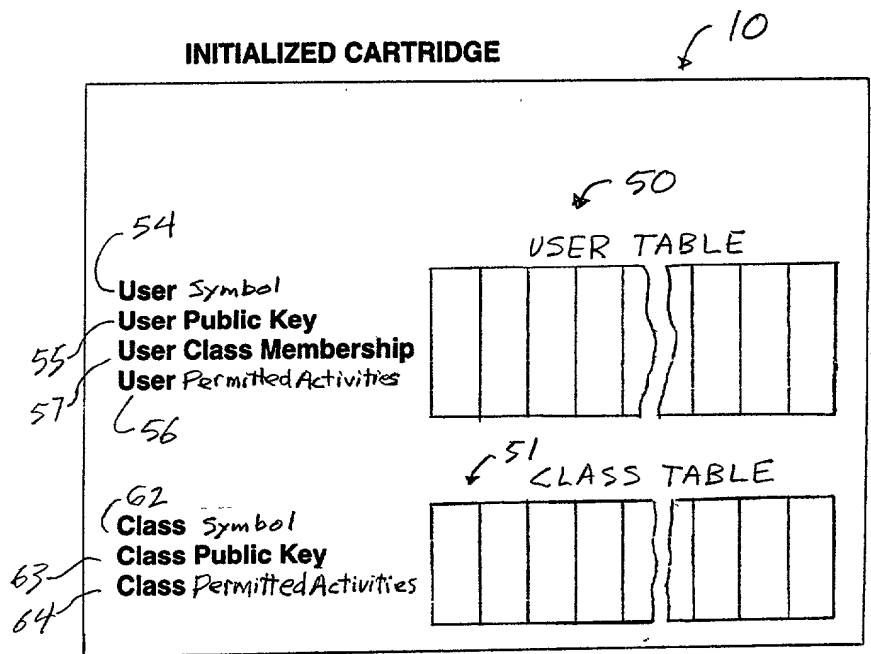 10
INITIALIZED CARTRIDGE
50
54
USER TABLE
User Symbol
User Public Key
55
User Class Membership
57
User Permitted Activities
56
51
CLASS TABLE
62
Class Symbol
Class Public Key
63
Class Permitted Activities
64